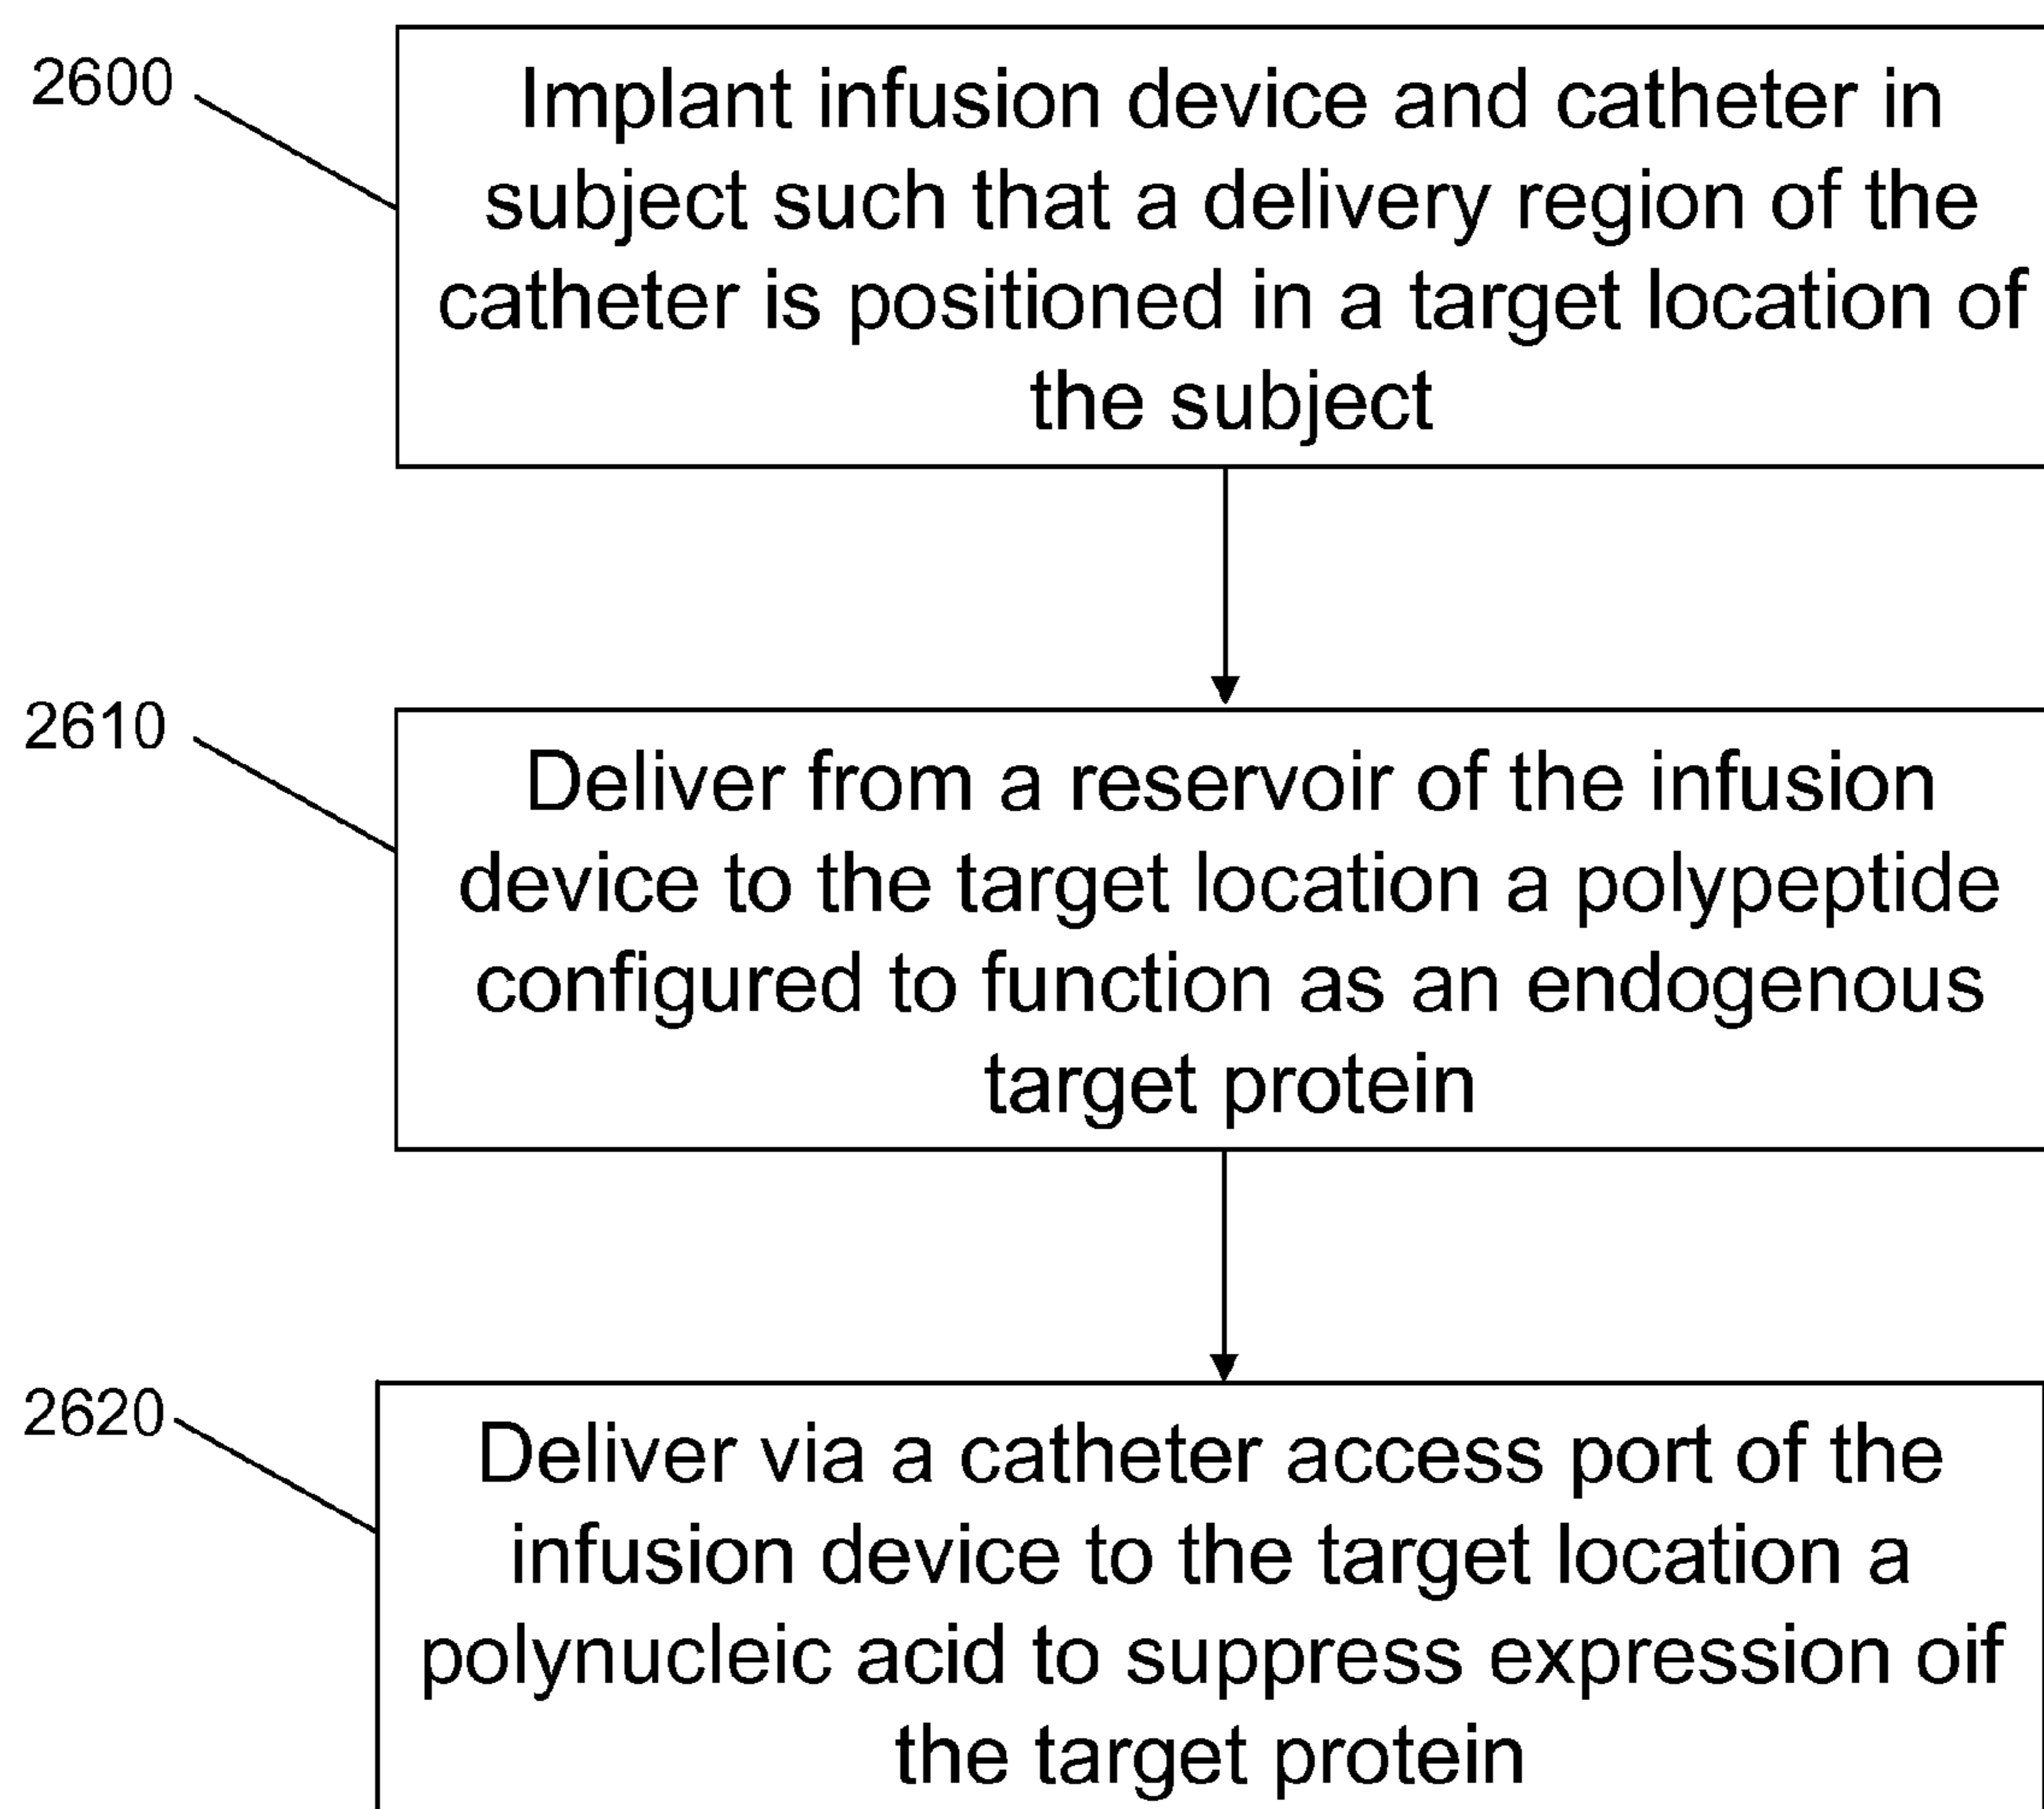 2600
Implant infusion device and catheter in
subject such that a delivery region of the
catheter is positioned in a target location of
the subject
2610
Deliver from a reservoir of the infusion
device to the target location a polypeptide
configured to function as an endogenous
target protein
2620
Deliver via a catheter access port of the
infusion device to the target location a
polynucleic acid to suppress expression oif
the target protein